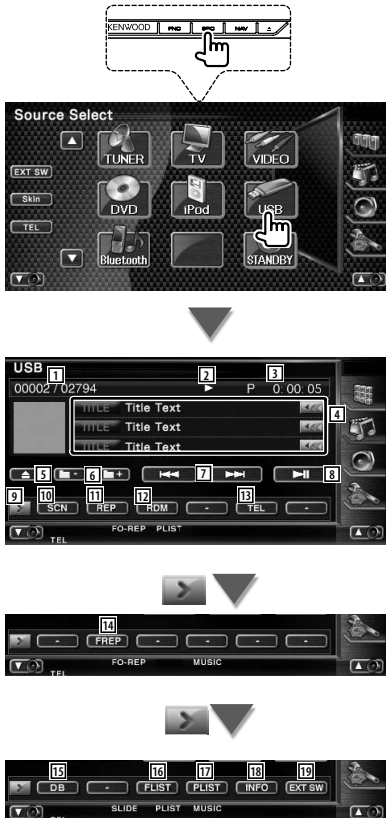 KENWOOD FNC SRC NAV
Source Select
TUNER TV VIDEO
EXT SW
Skin
DVD iPod USB
TEL
Bluetooth STANDBY
USB
1 2 3
00002 / 02794 P 0: 00: 05
TITLE Title Text
4
TITLE Title Text
TITLE Title Text
5 - 6 + 7 8
9 10 11 12 13
SCN REP RDM - TEL -
FO-REP PLIST
TEL
14
- FREP - - - -
FO-REP MUSIC
TEL
15 16 17 18 19
DB - FLIST PLIST INFO EXT SW
SLIDE PLIST MUSIC